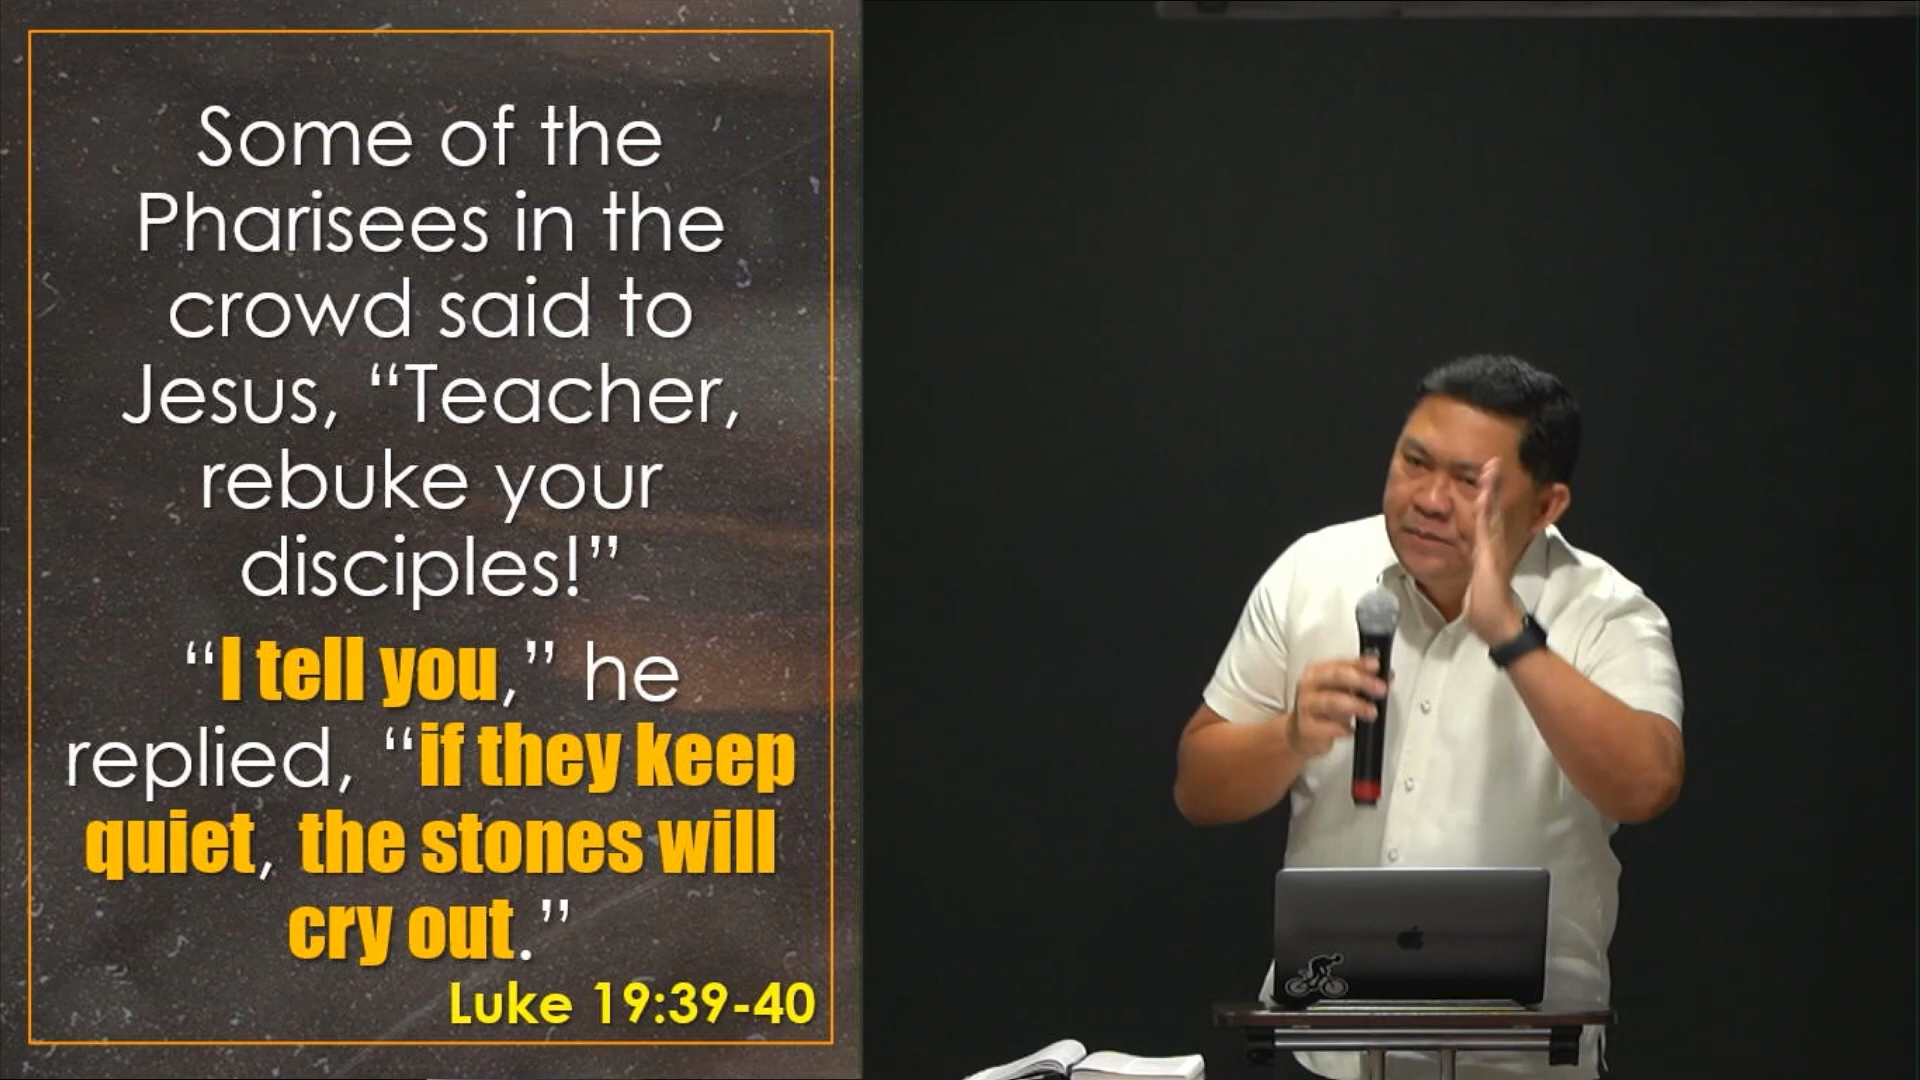 Some of the
Pharisees in the
crowd said to
Jesus, “Teacher,
rebuke your
disciples!”
“I tell you,” he
replied, “if they keep
quiet, the stones will
cry out.”
Luke 19:39-40